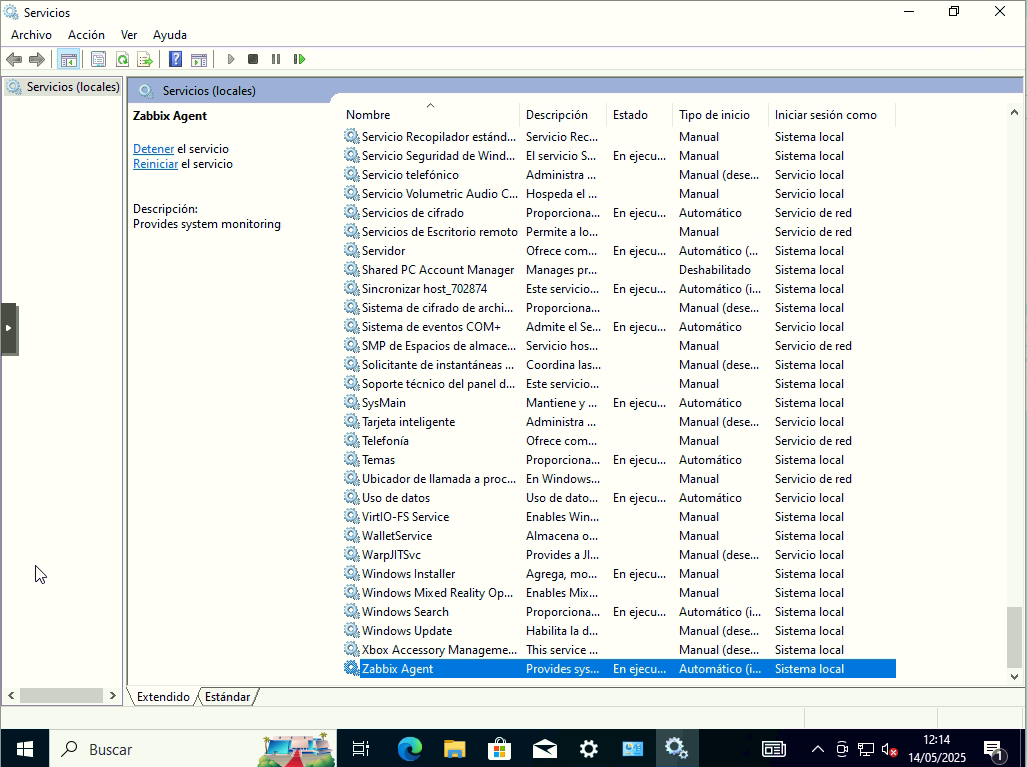 Servicios
Archivo Acción Ver Ayuda
Servicios (locales)
Servicios (locales)
Zabbix Agent
Detener el servicio
Reiniciar el servicio
Descripción:
Provides system monitoring
Nombre Descripción Estado Tipo de inicio Iniciar sesión como
Servicio Recopilador estánd... Servicio Rec... Manual Sistema local
Servicio Seguridad de Wind... El servicio S... En ejecu... Manual Sistema local
Servicio telefónico Administra ... Manual (dese... Servicio local
Servicio Volumetric Audio C... Hospeda el ... Manual Servicio local
Servicios de cifrado Proporciona... En ejecu... Automático Servicio de red
Servicios de Escritorio remoto Permite a lo... Manual Servicio de red
Servidor Ofrece com... En ejecu... Automático (... Sistema local
Shared PC Account Manager Manages pr... Deshabilitado Sistema local
Sincronizar host_702874 Este servicio... En ejecu... Automático (i... Sistema local
Sistema de cifrado de archi... Proporciona... Manual (dese... Sistema local
Sistema de eventos COM+ Admite el Se... En ejecu... Automático Servicio local
SMP de Espacios de almace... Servicio hos... Manual Servicio de red
Solicitante de instantáneas ... Coordina las... Manual (dese... Sistema local
Soporte técnico del panel d... Este servicio... Manual Sistema local
SysMain Mantiene y ... En ejecu... Automático Sistema local
Tarjeta inteligente Administra ... Manual (dese... Servicio local
Telefonía Ofrece com... Manual Servicio de red
Temas Proporciona... En ejecu... Automático Sistema local
Ubicador de llamada a proc... En Windows... Manual Servicio de red
Uso de datos Uso de dato... En ejecu... Automático Servicio local
VirtIO-FS Service Enables Win... Manual Sistema local
WalletService Almacena o... Manual Sistema local
WarpJITSvc Provides a JI... Manual (dese... Servicio local
Windows Installer Agrega, mo... En ejecu... Manual Sistema local
Windows Mixed Reality Op... Enables Mix... Manual Sistema local
Windows Search Proporciona... En ejecu... Automático (i... Sistema local
Windows Update Habilita la d... Manual (dese... Sistema local
Xbox Accessory Manageme... This service ... Manual (dese... Sistema local
Zabbix Agent Provides sys... En ejecu... Automático (i... Sistema local
Extendido Estándar
Buscar
12:14
14/05/2025
1